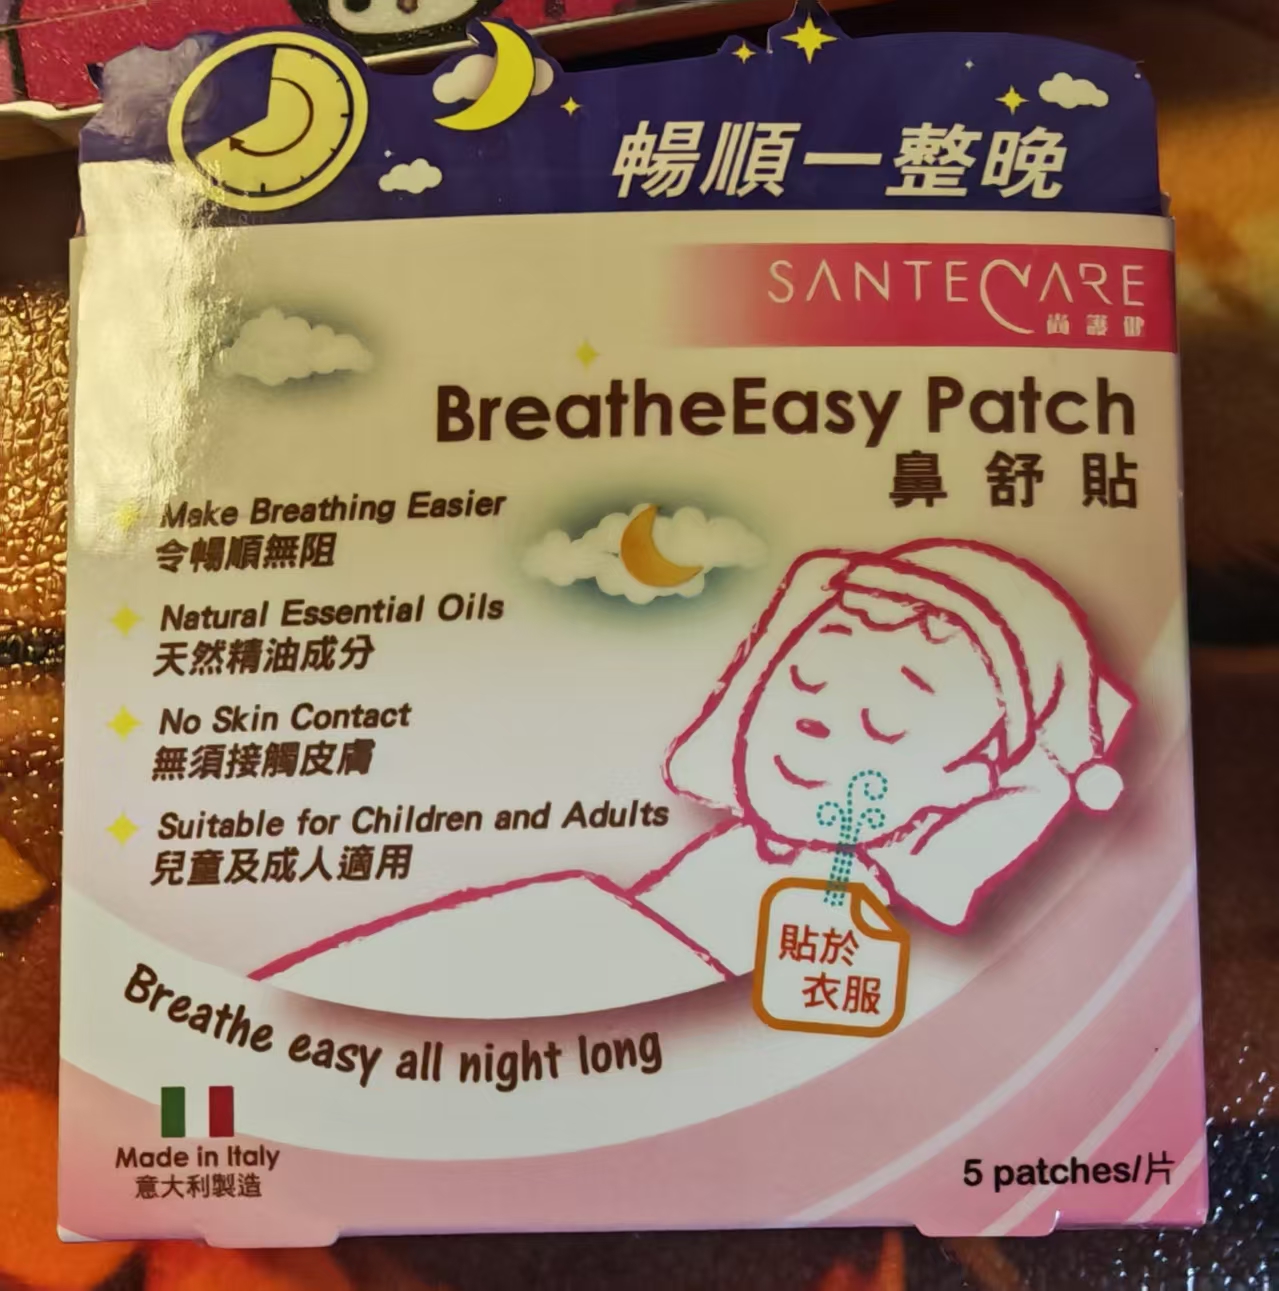 暢順一整晚
SANTECARE
尚護健
BreatheEasy Patch
鼻舒貼
Make Breathing Easier
令暢順無阻
Natural Essential Oils
天然精油成分
No Skin Contact
無須接觸皮膚
Suitable for Children and Adults
兒童及成人適用
貼於
衣服
Breathe easy all night long
Made in Italy
意大利製造
5 patches/片